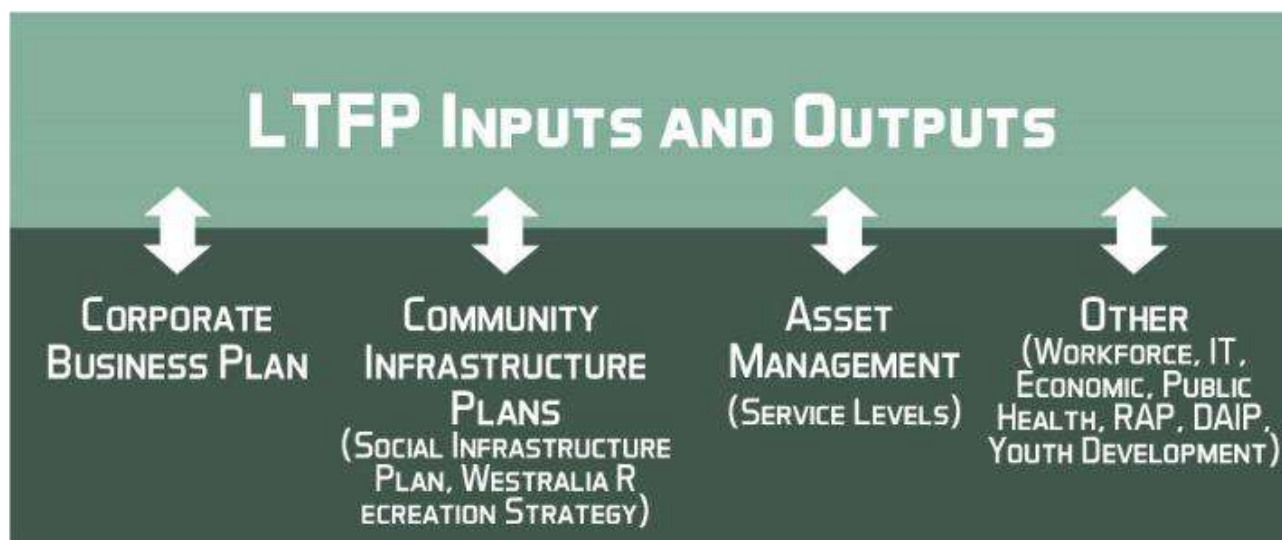 LTFP Inputs and Outputs
Corporate
Business Plan
Community
Infrastructure
Plans
(Social Infrastructure
Plan, Westralia R
ecreation Strategy)
Asset
Management
(Service Levels)
Other
(Workforce, IT,
Economic, Public
Health, RAP, DAIP,
Youth Development)